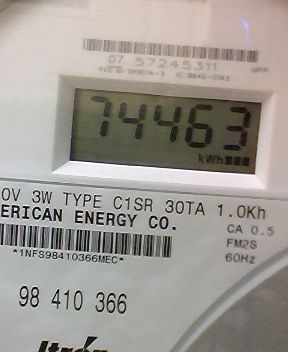 07 57245311
74463
kWh
0V 3W TYPE C1SR 30TA 1.0Kh
ERICAN ENERGY CO.
CA 0.5
FM2S
60Hz
*1NFS98410366MEC*
98 410 366
Itrón